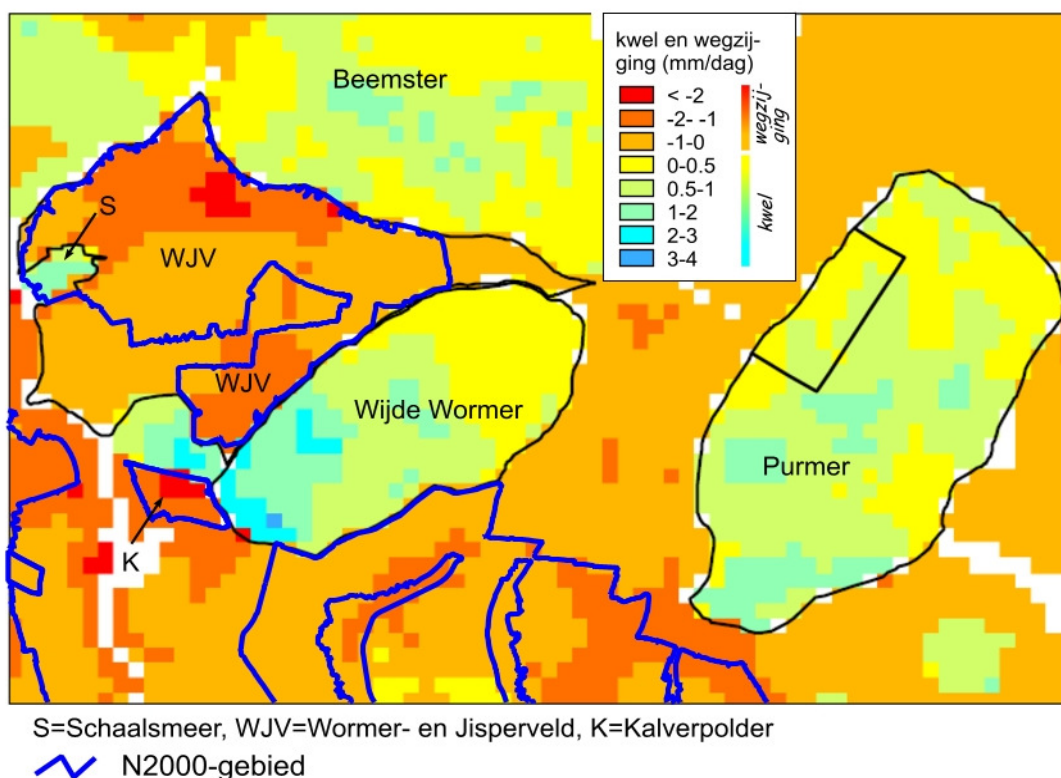 Beemster
kwel en wegzij-
ging (mm/dag)
< -2
-2- -1
-1-0
0-0.5
0.5-1
1-2
2-3
3-4
wegzij-
ging
kwel
S
WJV
WJV
Wijde Wormer
Purmer
K
S=Schaalsmeer, WJV=Wormer- en Jisperveld, K=Kalverpolder
N2000-gebied